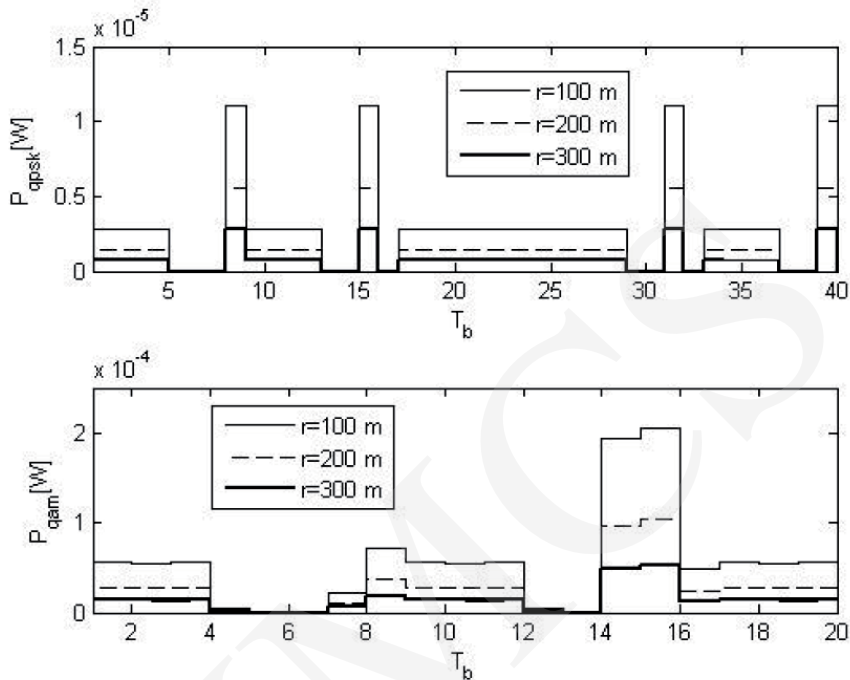 x 10⁻⁵
1.5
1
0.5
0
P_qpsk[W]
r=100 m
r=200 m
r=300 m
5 10 15 20 25 30 35 40
T_b
x 10⁻⁴
2
1
0
P_qam[W]
r=100 m
r=200 m
r=300 m
2 4 6 8 10 12 14 16 18 20
T_b
MCS